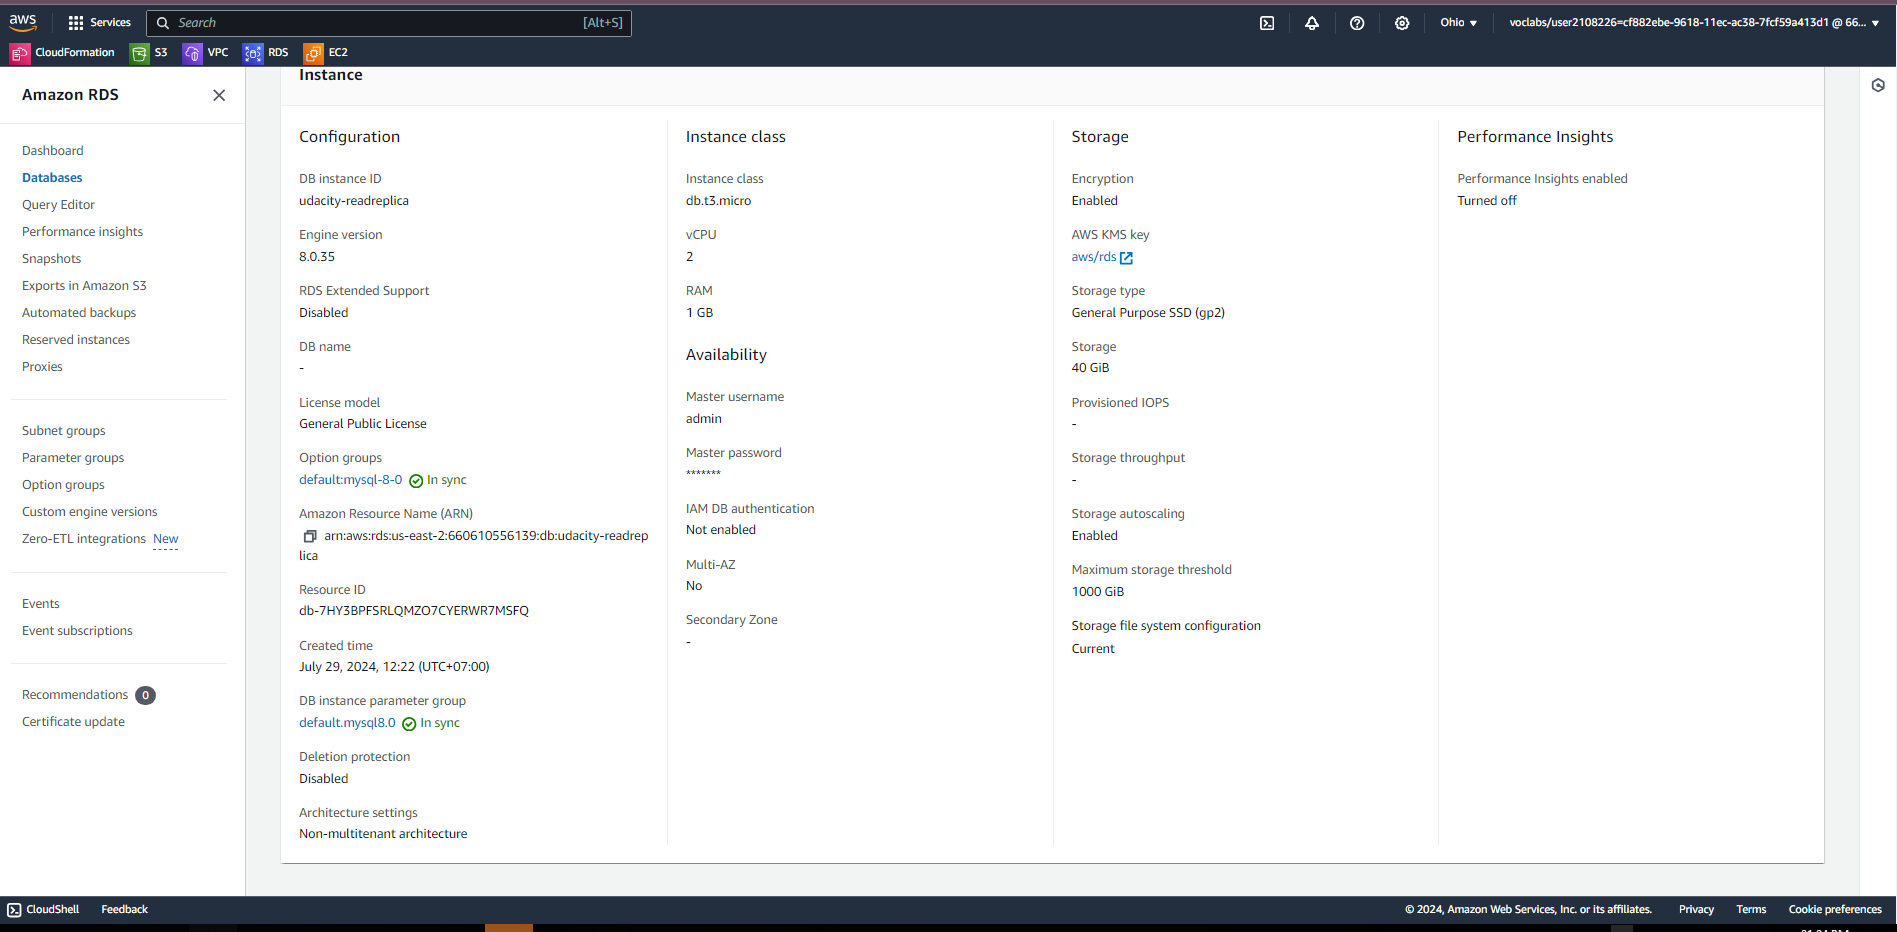 aws
Services
Search
[Alt+S]
Ohio
voclabs/user2108226=cf882ebe-9618-11ec-ac38-7fcf59a413d1 @ 66...
CloudFormation
S3
VPC
RDS
EC2
Amazon RDS
Dashboard
Databases
Query Editor
Performance insights
Snapshots
Exports in Amazon S3
Automated backups
Reserved instances
Proxies
Subnet groups
Parameter groups
Option groups
Custom engine versions
Zero-ETL integrations New
Events
Event subscriptions
Recommendations 0
Certificate update
Instance
Configuration
DB instance ID
udacity-readreplica
Engine version
8.0.35
RDS Extended Support
Disabled
DB name
-
License model
General Public License
Option groups
default:mysql-8-0 In sync
Amazon Resource Name (ARN)
arn:aws:rds:us-east-2:660610556139:db:udacity-readrep
lica
Resource ID
db-7HY3BPFSRLQMZO7CYERWR7MSFQ
Created time
July 29, 2024, 12:22 (UTC+07:00)
DB instance parameter group
default.mysql8.0 In sync
Deletion protection
Disabled
Architecture settings
Non-multitenant architecture
Instance class
Instance class
db.t3.micro
vCPU
2
RAM
1 GB
Availability
Master username
admin
Master password
*******
IAM DB authentication
Not enabled
Multi-AZ
No
Secondary Zone
-
Storage
Encryption
Enabled
AWS KMS key
aws/rds
Storage type
General Purpose SSD (gp2)
Storage
40 GiB
Provisioned IOPS
-
Storage throughput
-
Storage autoscaling
Enabled
Maximum storage threshold
1000 GiB
Storage file system configuration
Current
Performance Insights
Performance Insights enabled
Turned off
CloudShell
Feedback
© 2024, Amazon Web Services, Inc. or its affiliates.
Privacy
Terms
Cookie preferences